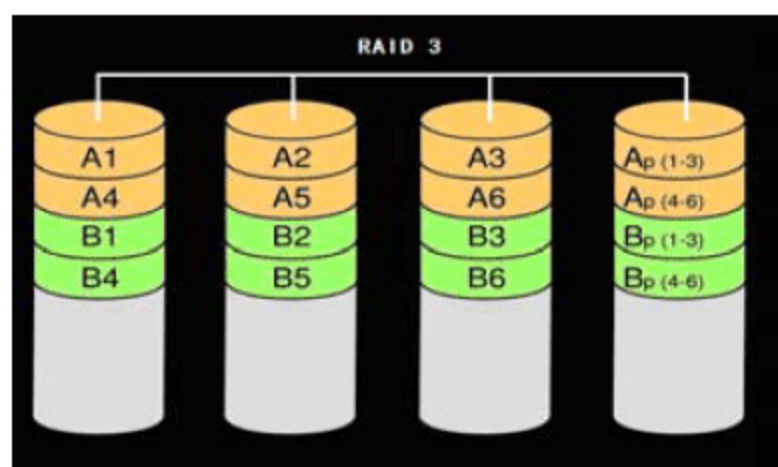 RAID 3
A1 A2 A3 Ap (1-3)
A4 A5 A6 Ap (4-6)
B1 B2 B3 Bp (1-3)
B4 B5 B6 Bp (4-6)